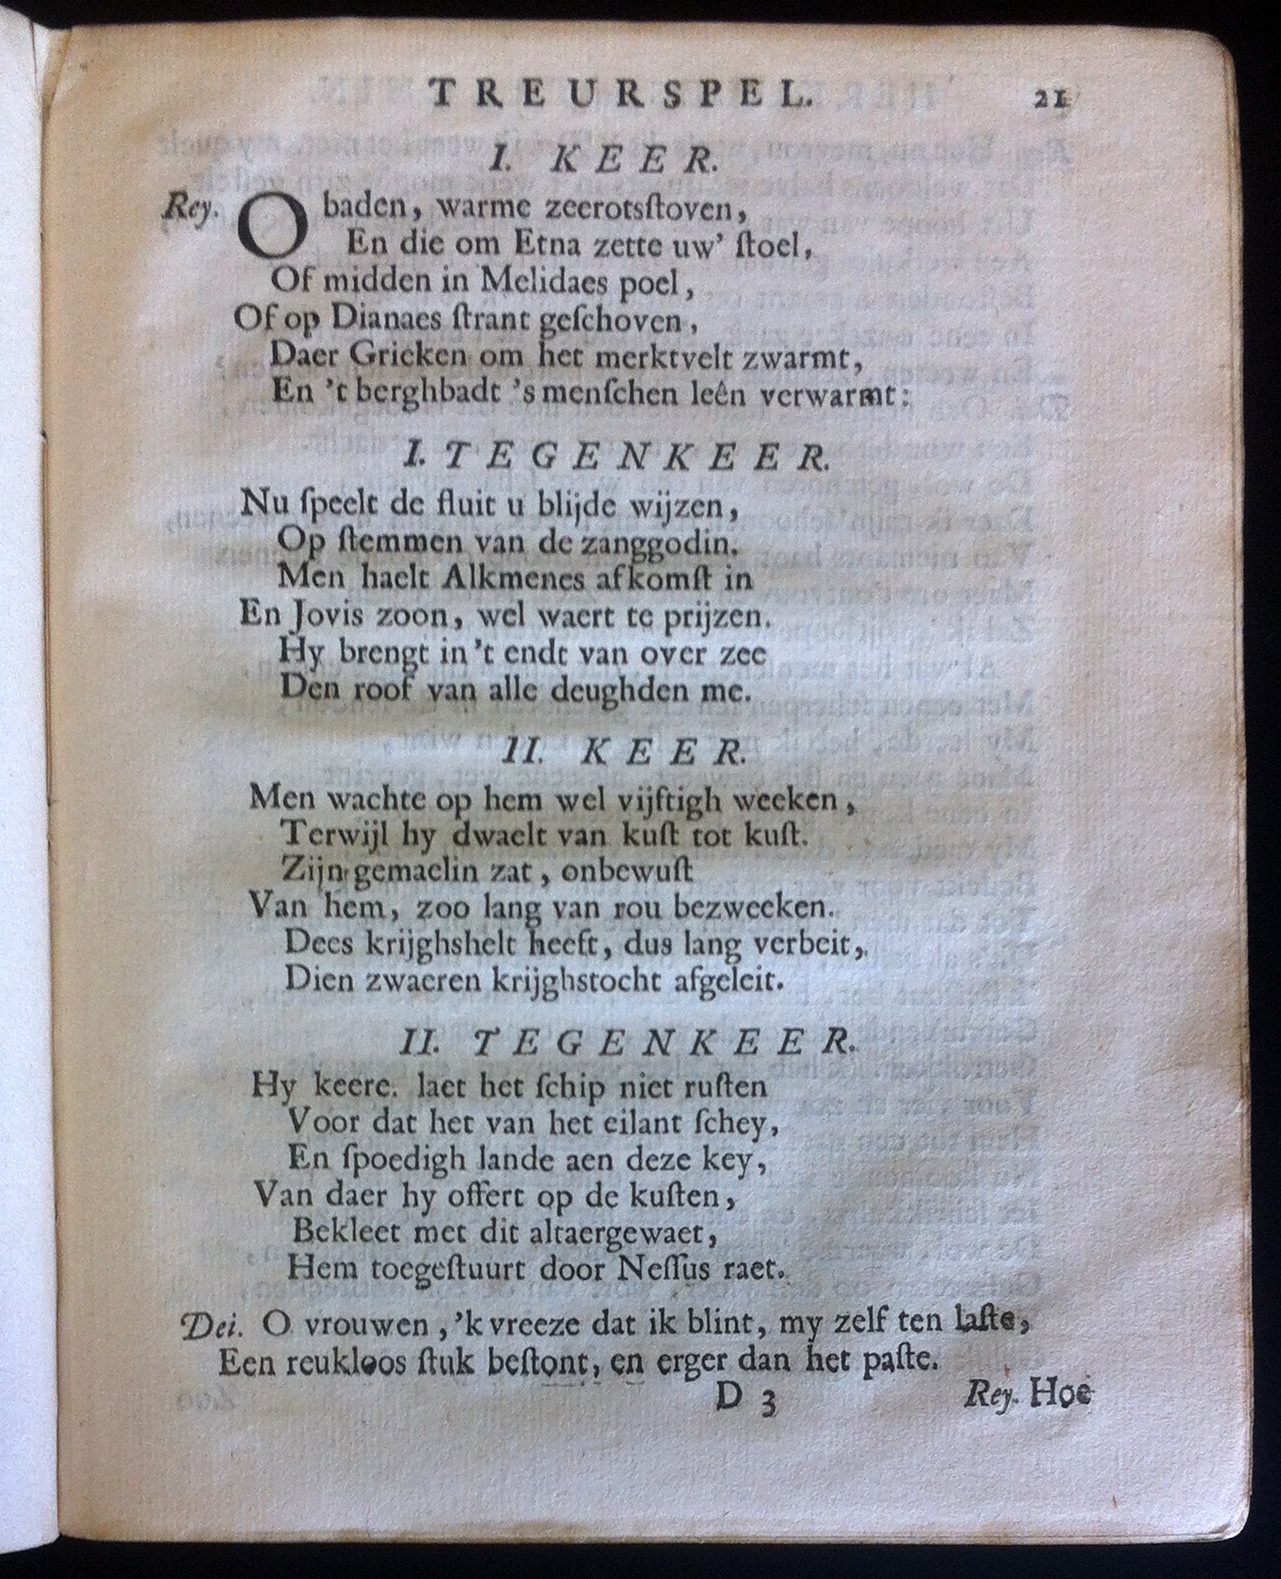 TREURSPEL. 21
I. KEER.
Rey. O baden, warme zeerotsſtoven,
En die om Etna zette uw' ſtoel,
Of midden in Melidaes poel,
Of op Dianaes ſtrant geſchoven,
Daer Griecken om het merktvelt zwarmt,
En 't berghbadt 's menſchen leên verwarmt:
I. TEGENKEER.
Nu ſpeelt de fluit u blijde wijzen,
Op ſtemmen van de zanggodin.
Men haelt Alkmenes afkomſt in
En Jovis zoon, wel waert te prijzen.
Hy brengt in 't endt van over zee
Den roof van alle deughden me.
II. KEER.
Men wachte op hem wel vijftigh weeken,
Terwijl hy dwaelt van kuſt tot kuſt.
Zijn gemaelin zat, onbewuſt
Van hem, zoo lang van rou bezweeken.
Dees krijghshelt heeft, dus lang verbeit,
Dien zwaeren krijghstocht afgeleit.
II. TEGENKEER.
Hy keere. laet het ſchip niet ruſten
Voor dat het van het eilant ſchey,
En ſpoedigh lande aen deze key,
Van daer hy offert op de kuſten,
Bekleet met dit altaergewaet,
Hem toegeſtuurt door Neſſus raet.
Dei. O vrouwen, 'k vreeze dat ik blint, my zelf ten laſte,
Een reukloos ſtuk beſtont, en erger dan het paſte.
D 3 Rey. Hoe